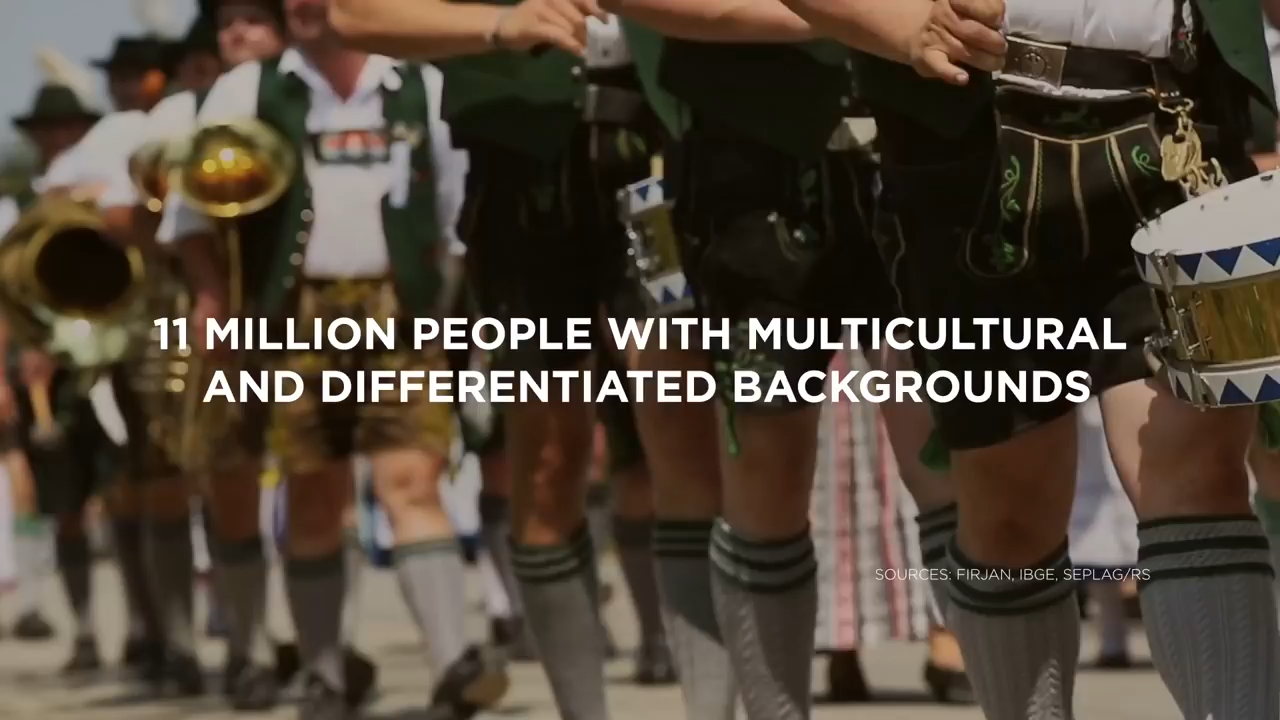 11 MILLION PEOPLE WITH MULTICULTURAL
AND DIFFERENTIATED BACKGROUNDS
SOURCES: FIRJAN, IBGE, SEPLAG/RS